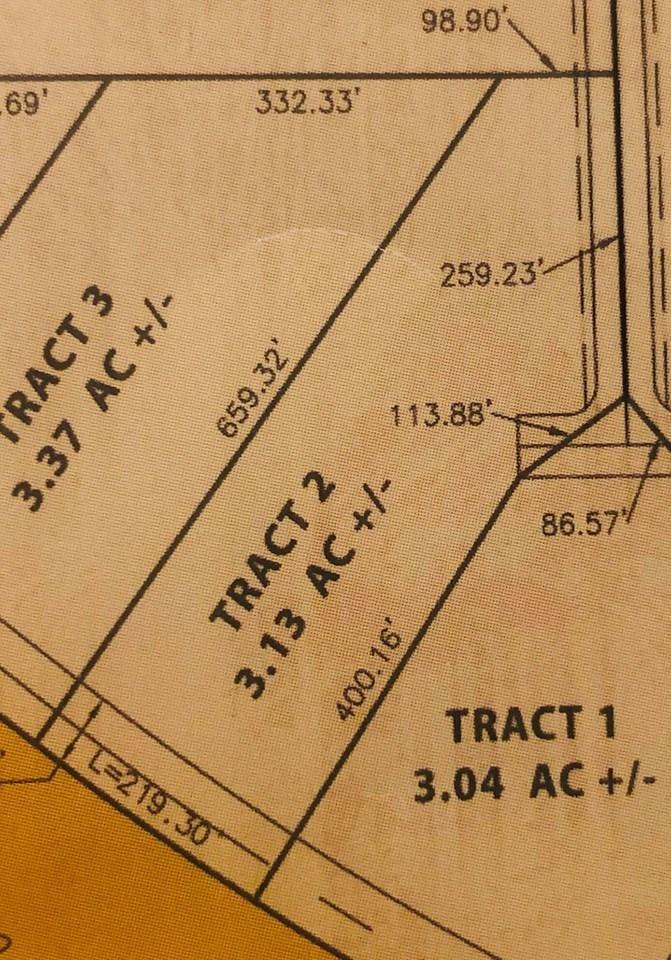 98.90'
.69'
332.33'
259.23'
TRACT 3
3.37 AC +/-
659.32'
113.88'
86.57'
TRACT 2
3.13 AC +/-
400.16'
TRACT 1
3.04 AC +/-
L=219.30'